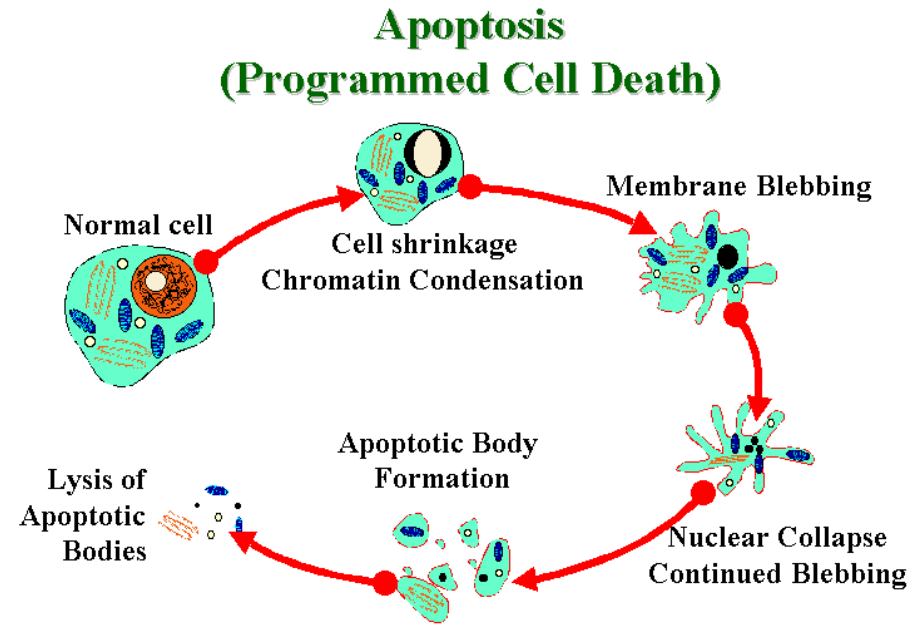 Apoptosis
(Programmed Cell Death)
Normal cell
Cell shrinkage
Chromatin Condensation
Membrane Blebbing
Nuclear Collapse
Continued Blebbing
Apoptotic Body
Formation
Lysis of
Apoptotic
Bodies